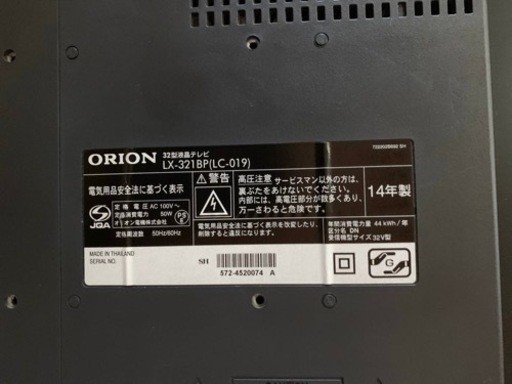 ORION
32型液晶テレビ
LX-321BP(LC-019)
電気用品安全法に基づく表示
定格電圧 AC 100V~
定格消費電力 50W
オリオン電機株式会社
定格周波数 50Hz/60Hz
JQA
PS
E
MADE IN THAILAND
SERIAL NO.
警告
高圧注意 サービスマン以外の方は、
裏ぶたをあけないでください。
内部には、高電圧部分が数多くあり、
万一さわると危険です。
電気用品安全法に基づく表示を改変したり、
削除すると違法になります。
SH
572-4520074 A
14年製
年間消費電力量 44 kWh/年
区分名 DN
受信機型サイズ 32V型
G